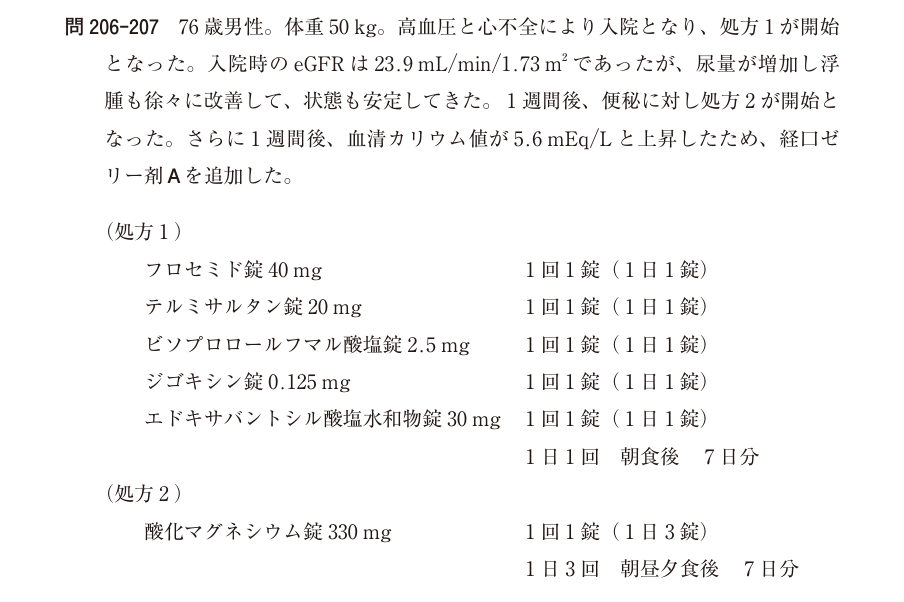 問 206-207 76 歳男性。体重 50 kg。高血圧と心不全により入院となり、処方 1 が開始
となった。入院時の eGFR は 23.9 mL/min/1.73 m² であったが、尿量が増加し浮
腫も徐々に改善して、状態も安定してきた。1 週間後、便秘に対し処方 2 が開始と
なった。さらに 1 週間後、血清カリウム値が 5.6 mEq/L と上昇したため、経口ゼ
リー剤 A を追加した。
(処方 1)
フロセミド錠 40 mg 1 回 1 錠(1 日 1 錠)
テルミサルタン錠 20 mg 1 回 1 錠(1 日 1 錠)
ビソプロロールフマル酸塩錠 2.5 mg 1 回 1 錠(1 日 1 錠)
ジゴキシン錠 0.125 mg 1 回 1 錠(1 日 1 錠)
エドキサバントシル酸塩水和物錠 30 mg 1 回 1 錠(1 日 1 錠)
1 日 1 回 朝食後 7 日分
(処方 2)
酸化マグネシウム錠 330 mg 1 回 1 錠(1 日 3 錠)
1 日 3 回 朝昼夕食後 7 日分